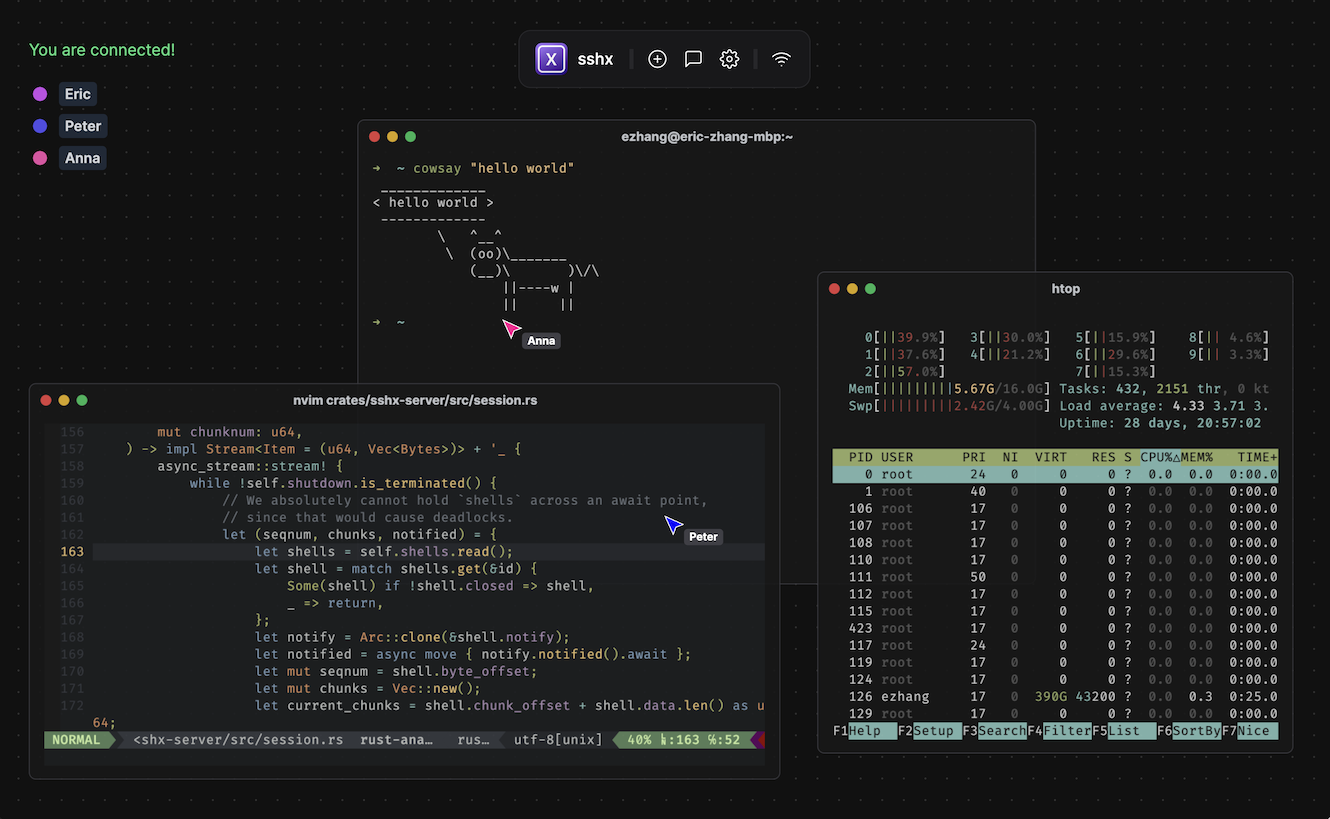 You are connected!
Eric
Peter
Anna
X sshx
ezhang@eric-zhang-mbp:~
→  ~ cowsay "hello world"
 _____________
< hello world >
 -------------
        \   ^__^
         \  (oo)\_______
            (__)\       )\/\
                ||----w |
                ||     ||
→  ~
Anna
nvim crates/sshx-server/src/session.rs
156         mut chunknum: u64,
157     ) -> impl Stream<Item = (u64, Vec<Bytes>)> + '_ {
158         async_stream::stream! {
159             while !self.shutdown.is_terminated() {
160                 // We absolutely cannot hold `shells` across an await point,
161                 // since that would cause deadlocks.
162                 let (seqnum, chunks, notified) = {
163                     let shells = self.shells.read();
164                     let shell = match shells.get(&id) {
165                         Some(shell) if !shell.closed => shell,
166                         _ => return,
167                     };
168                     let notify = Arc::clone(&shell.notify);
169                     let notified = async move { notify.notified().await };
170                     let mut seqnum = shell.byte_offset;
171                     let mut chunks = Vec::new();
172                     let current_chunks = shell.chunk_offset + shell.data.len() as u
64;
NORMAL  <shx-server/src/session.rs  rust-ana…  rus…  utf-8[unix]  40% :163 ℅:52
Peter
htop
0[||39.9%]   3[||30.0%]   5[||15.9%]   8[|| 4.6%]
1[||37.6%]   4[||21.2%]   6[||29.6%]   9[|| 3.3%]
2[||57.0%]   7[||15.3%]
Mem[|||||||||5.67G/16.0G] Tasks: 432, 2151 thr, 0 kt
Swp[|||||||||2.42G/4.00G] Load average: 4.33 3.71 3.
Uptime: 28 days, 20:57:02
PID USER      PRI  NI  VIRT   RES S CPU%△MEM%   TIME+
0 root       24   0     0     0 ?  0.0  0.0  0:00.0
1 root       40   0     0     0 ?  0.0  0.0  0:00.0
106 root       17   0     0     0 ?  0.0  0.0  0:00.0
107 root       17   0     0     0 ?  0.0  0.0  0:00.0
108 root       17   0     0     0 ?  0.0  0.0  0:00.0
110 root       17   0     0     0 ?  0.0  0.0  0:00.0
111 root       50   0     0     0 ?  0.0  0.0  0:00.0
112 root       17   0     0     0 ?  0.0  0.0  0:00.0
115 root       17   0     0     0 ?  0.0  0.0  0:00.0
423 root       17   0     0     0 ?  0.0  0.0  0:00.0
117 root       24   0     0     0 ?  0.0  0.0  0:00.0
119 root       17   0     0     0 ?  0.0  0.0  0:00.0
124 root       17   0     0     0 ?  0.0  0.0  0:00.0
126 ezhang     17   0  390G 43200 ?  0.0  0.3  0:25.0
129 root       17   0     0     0 ?  0.0  0.0  0:00.0
F1Help  F2Setup F3SearchF4FilterF5List  F6SortByF7Nice